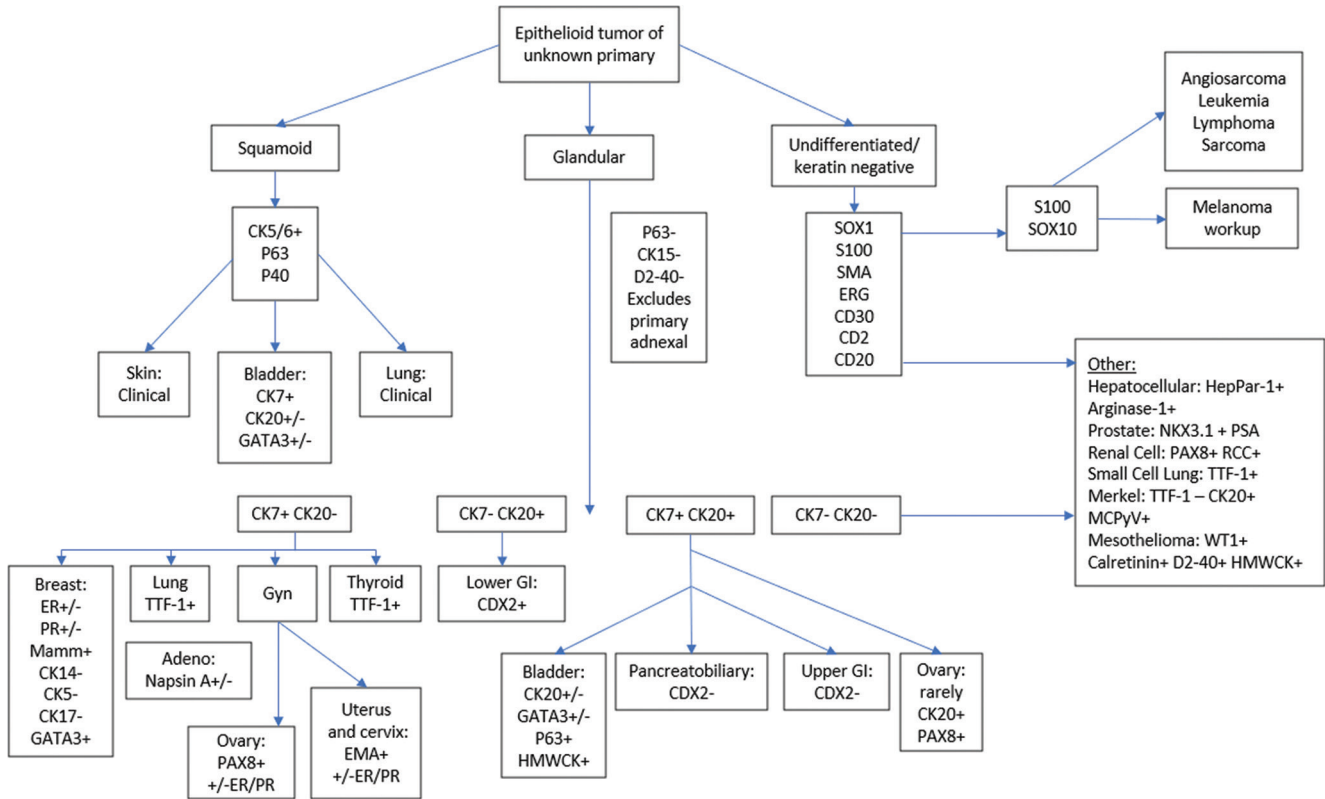 Epithelioid tumor of
unknown primary
Squamoid
Glandular
Undifferentiated/
keratin negative
Angiosarcoma
Leukemia
Lymphoma
Sarcoma
CK5/6+
P63
P40
P63-
CK15-
D2-40-
Excludes
primary
adnexal
SOX1
S100
SMA
ERG
CD30
CD2
CD20
S100
SOX10
Melanoma
workup
Skin:
Clinical
Bladder:
CK7+
CK20+/-
GATA3+/-
Lung:
Clinical
Other:
Hepatocellular: HepPar-1+
Arginase-1+
Prostate: NKX3.1 + PSA
Renal Cell: PAX8+ RCC+
Small Cell Lung: TTF-1+
Merkel: TTF-1 – CK20+
MCPyV+
Mesothelioma: WT1+
Calretinin+ D2-40+ HMWCK+
CK7+ CK20-
CK7- CK20+
CK7+ CK20+
CK7- CK20-
Breast:
ER+/-
PR+/-
Mamm+
CK14-
CK5-
CK17-
GATA3+
Lung
TTF-1+
Gyn
Thyroid
TTF-1+
Lower GI:
CDX2+
Adeno:
Napsin A+/-
Ovary:
PAX8+
+/-ER/PR
Uterus
and cervix:
EMA+
+/-ER/PR
Bladder:
CK20+/-
GATA3+/-
P63+
HMWCK+
Pancreatobiliary:
CDX2-
Upper GI:
CDX2-
Ovary:
rarely
CK20+
PAX8+